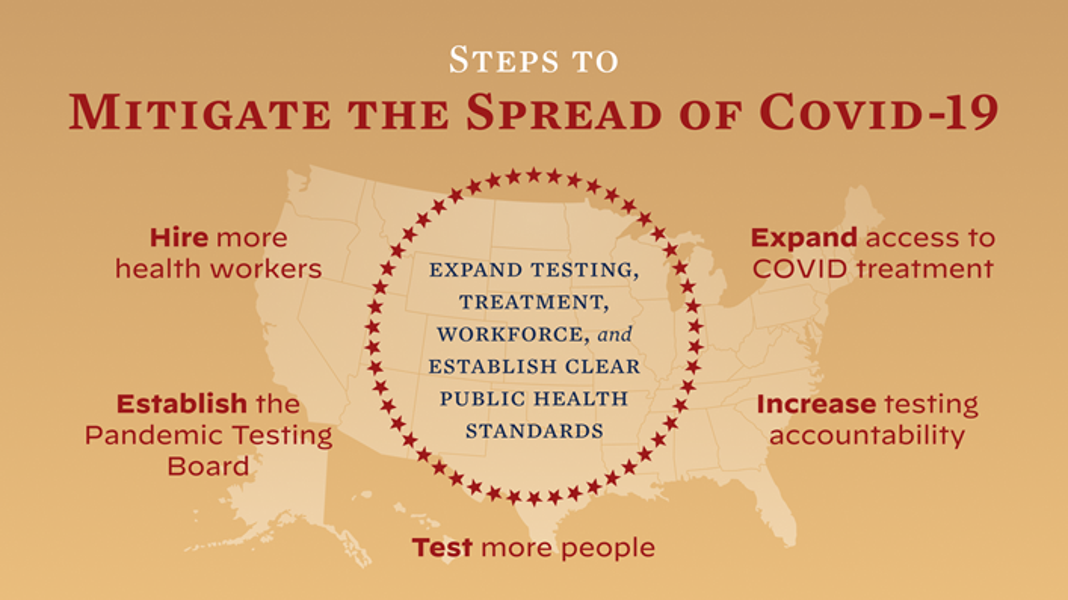 STEPS TO
MITIGATE THE SPREAD OF COVID-19
Hire more
health workers
Expand access to
COVID treatment
EXPAND TESTING,
TREATMENT,
WORKFORCE, and
ESTABLISH CLEAR
PUBLIC HEALTH
STANDARDS
Establish the
Pandemic Testing
Board
Increase testing
accountability
Test more people